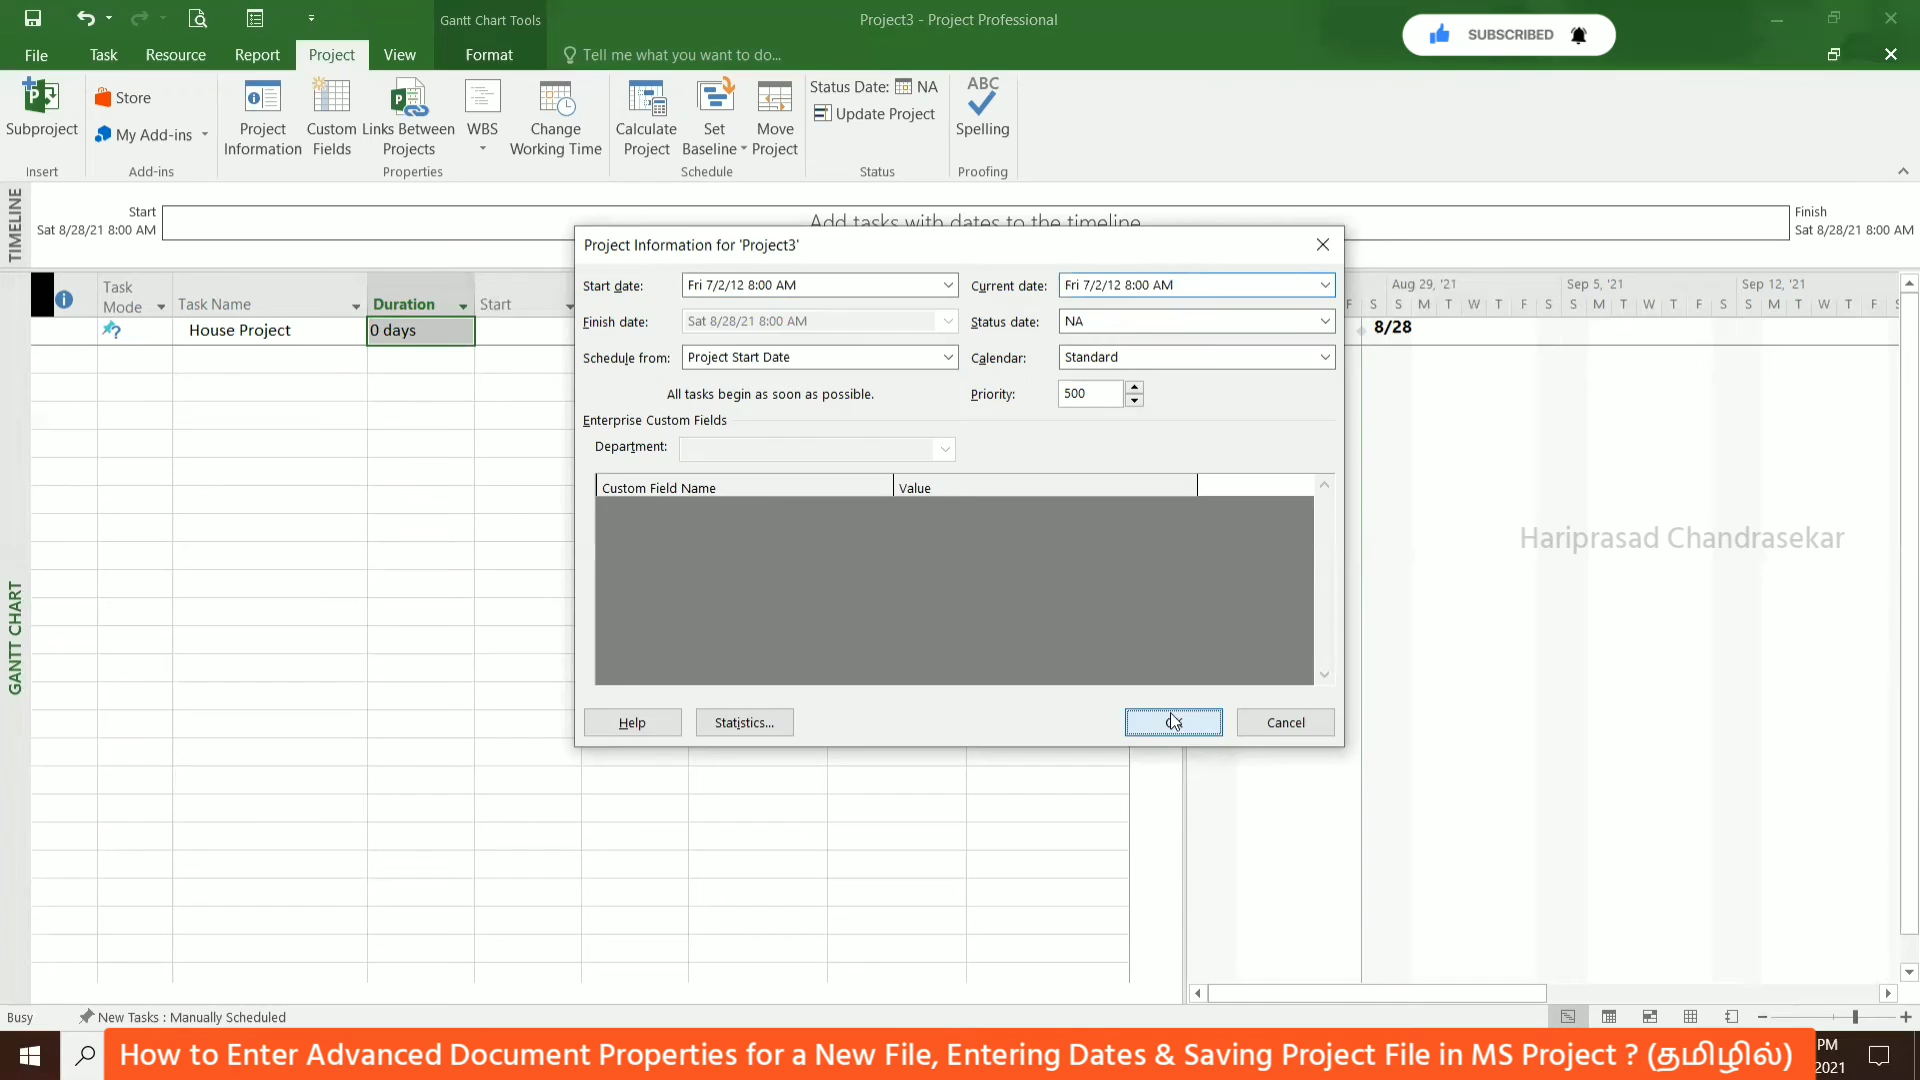 Gantt Chart Tools
Project3 - Project Professional
SUBSCRIBED
File
Task
Resource
Report
Project
View
Format
Tell me what you want to do...
Subproject
Insert
Store
My Add-ins
Add-ins
Project Information
Custom Fields
Links Between Projects
WBS
Change Working Time
Properties
Calculate Project
Set Baseline
Move Project
Schedule
Status Date: NA
Update Project
Status
ABC
Spelling
Proofing
TIMELINE
Start
Sat 8/28/21 8:00 AM
Add tasks with dates to the timeline
Finish
Sat 8/28/21 8:00 AM
Project Information for 'Project3'
Start date: Fri 7/2/12 8:00 AM
Current date: Fri 7/2/12 8:00 AM
Finish date: Sat 8/28/21 8:00 AM
Status date: NA
Schedule from: Project Start Date
Calendar: Standard
All tasks begin as soon as possible.
Priority: 500
Enterprise Custom Fields
Department:
Custom Field Name
Value
Help
Statistics...
Cancel
Task Mode
Task Name
Duration
Start
House Project
0 days
Aug 29, '21
Sep 5, '21
Sep 12, '21
F S S M T W T F S S M T W T F S S M T W T F S
8/28
Hariprasad Chandrasekar
GANTT CHART
Busy
New Tasks : Manually Scheduled
How to Enter Advanced Document Properties for a New File, Entering Dates & Saving Project File in MS Project ? (தமிழில்)
PM
2021